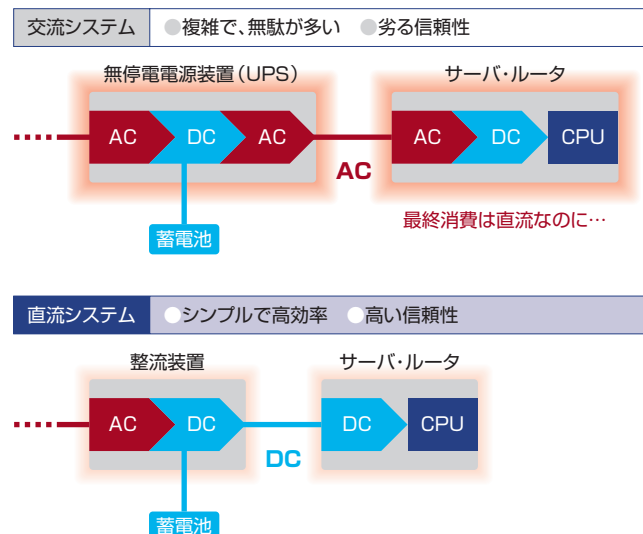 交流システム ●複雑で、無駄が多い ●劣る信頼性
無停電電源装置（UPS） サーバ・ルータ
AC DC AC AC DC CPU
AC
蓄電池
最終消費は直流なのに…
直流システム ●シンプルで高効率 ●高い信頼性
整流装置 サーバ・ルータ
AC DC DC CPU
DC
蓄電池